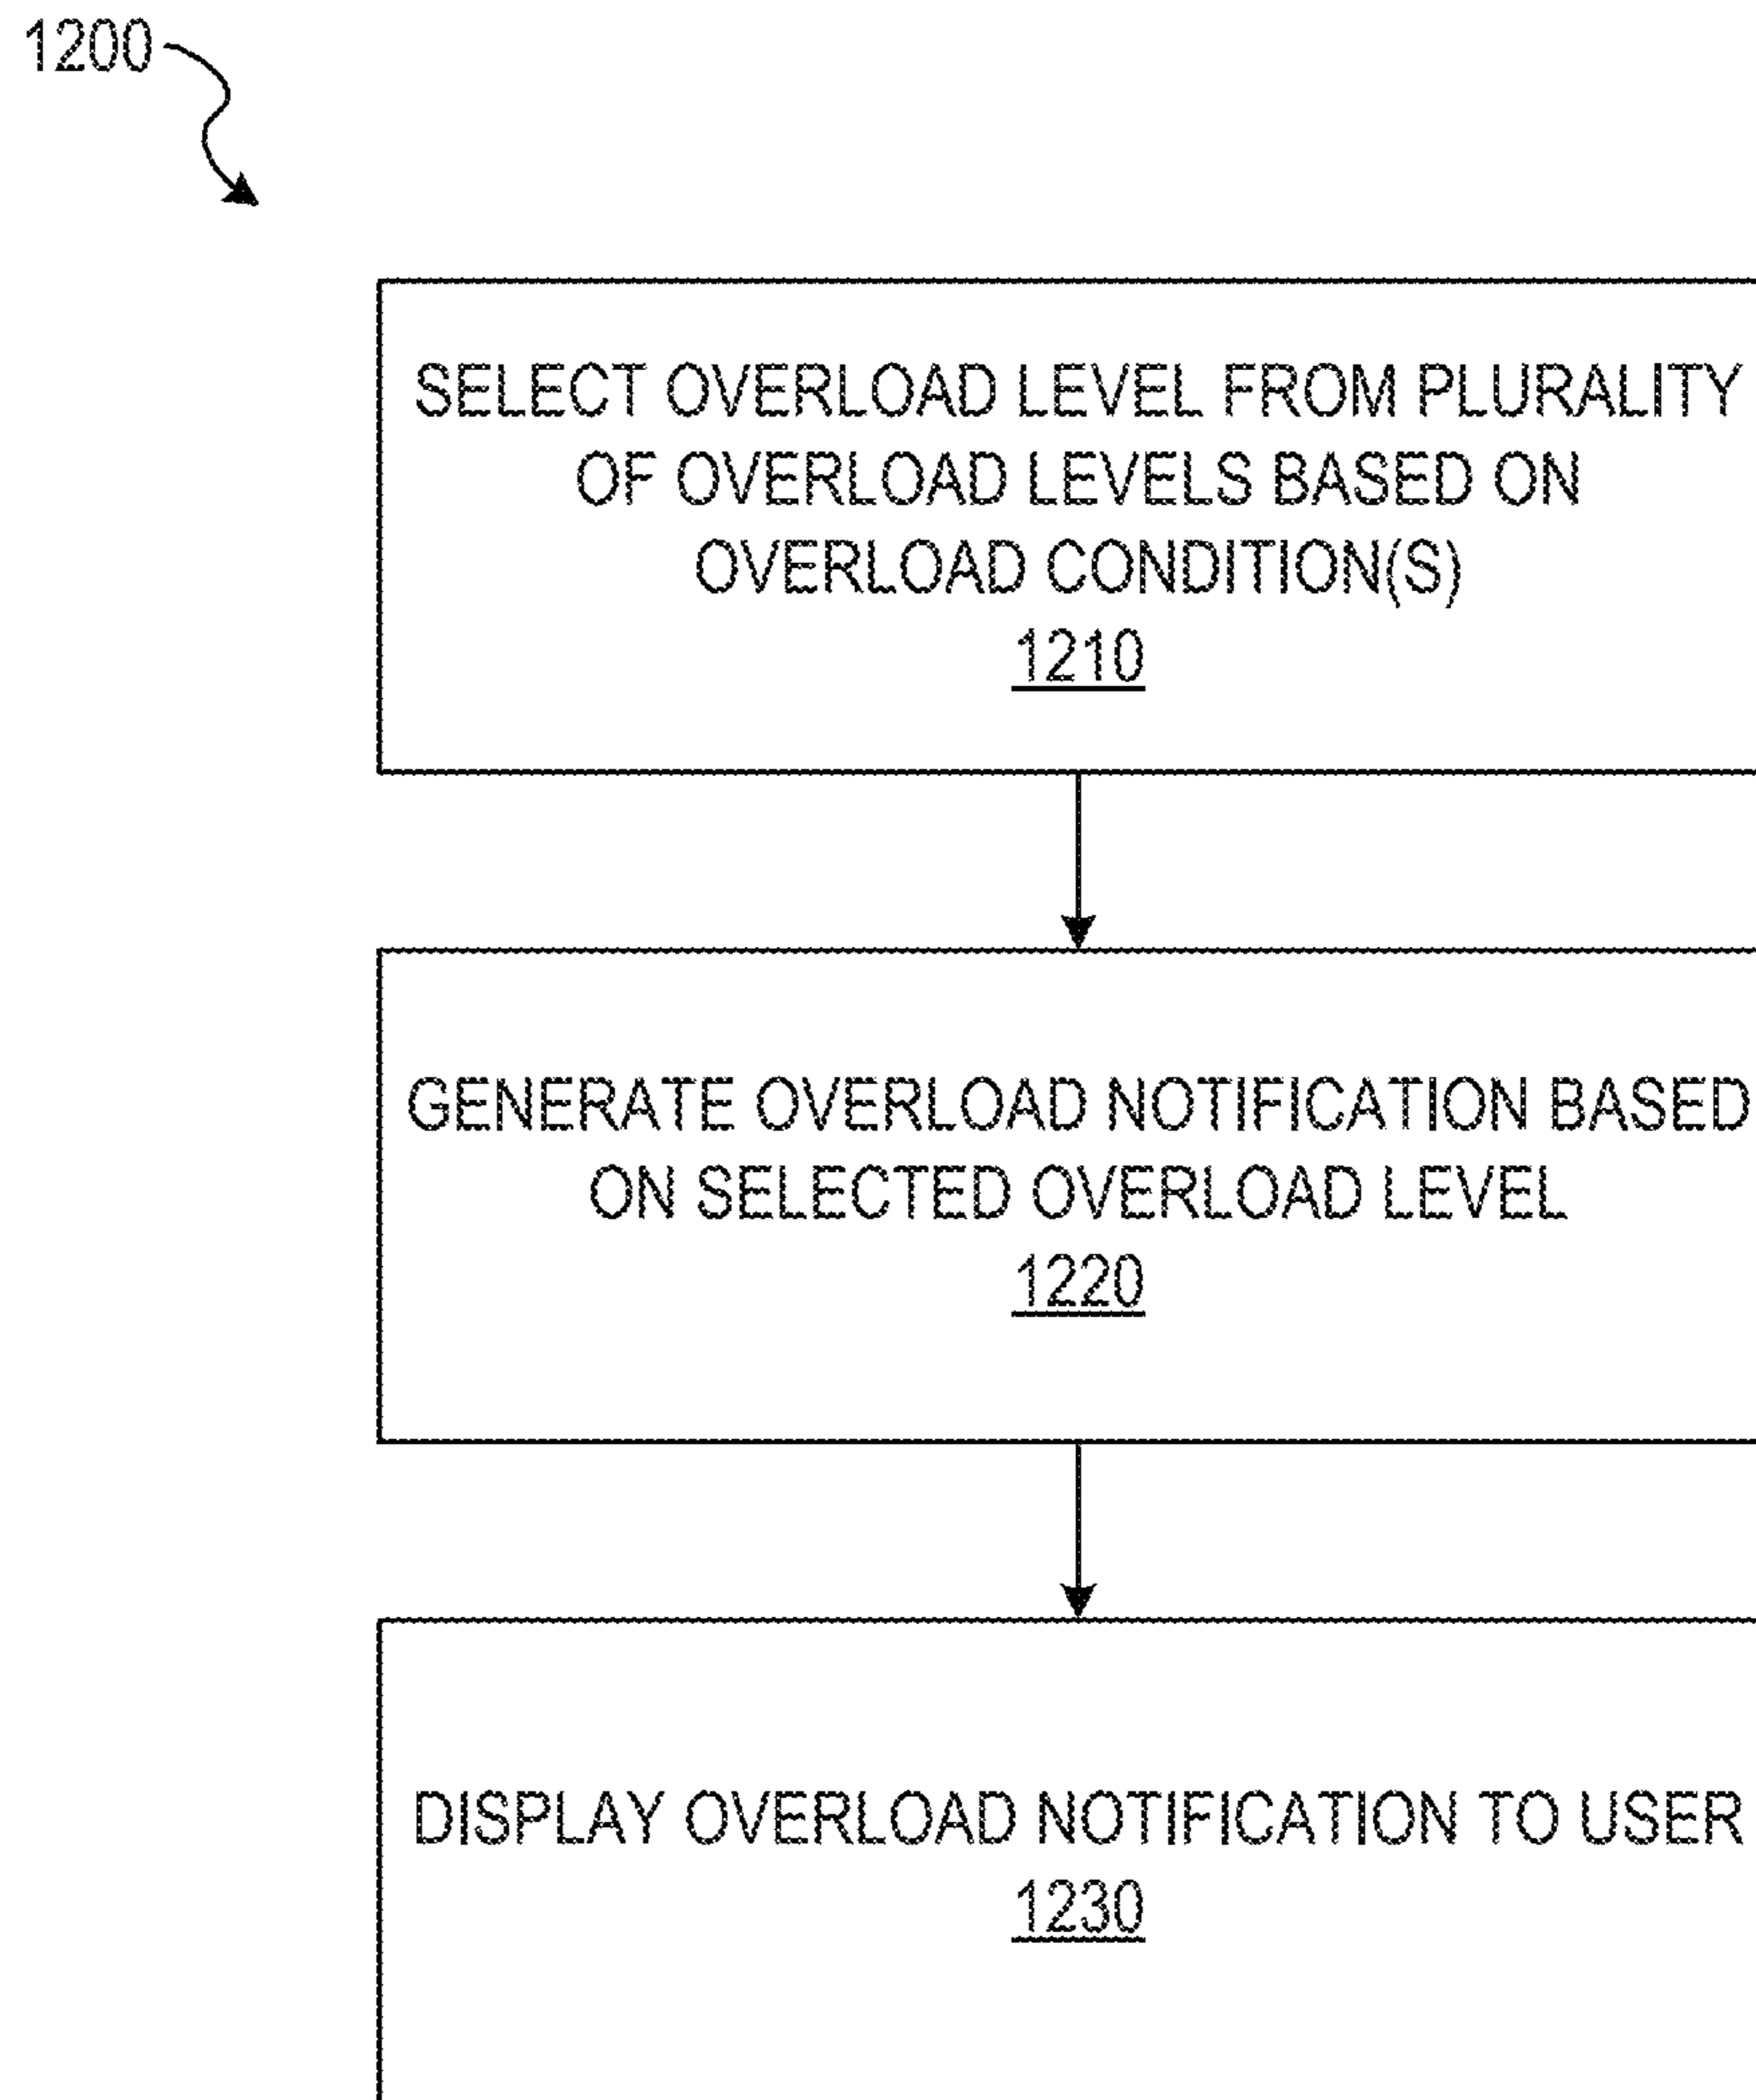 1200
SELECT OVERLOAD LEVEL FROM PLURALITY
OF OVERLOAD LEVELS BASED ON
OVERLOAD CONDITION(S)
1210
GENERATE OVERLOAD NOTIFICATION BASED
ON SELECTED OVERLOAD LEVEL
1220
DISPLAY OVERLOAD NOTIFICATION TO USER
1230